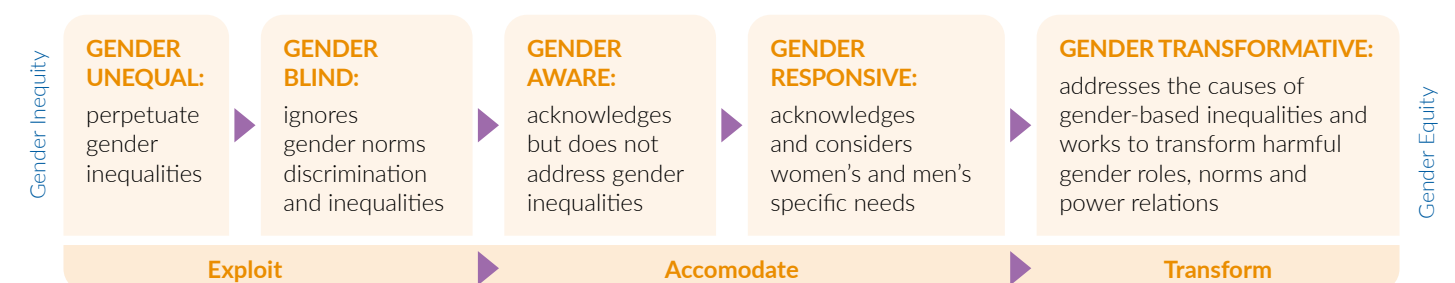 Gender Inequity
GENDER
UNEQUAL:
perpetuate
gender
inequalities
GENDER
BLIND:
ignores
gender norms
discrimination
and inequalities
GENDER
AWARE:
acknowledges
but does not
address gender
inequalities
GENDER
RESPONSIVE:
acknowledges
and considers
women’s and men’s
specific needs
GENDER TRANSFORMATIVE:
addresses the causes of
gender-based inequalities and
works to transform harmful
gender roles, norms and
power relations
Gender Equity
Exploit
Accomodate
Transform